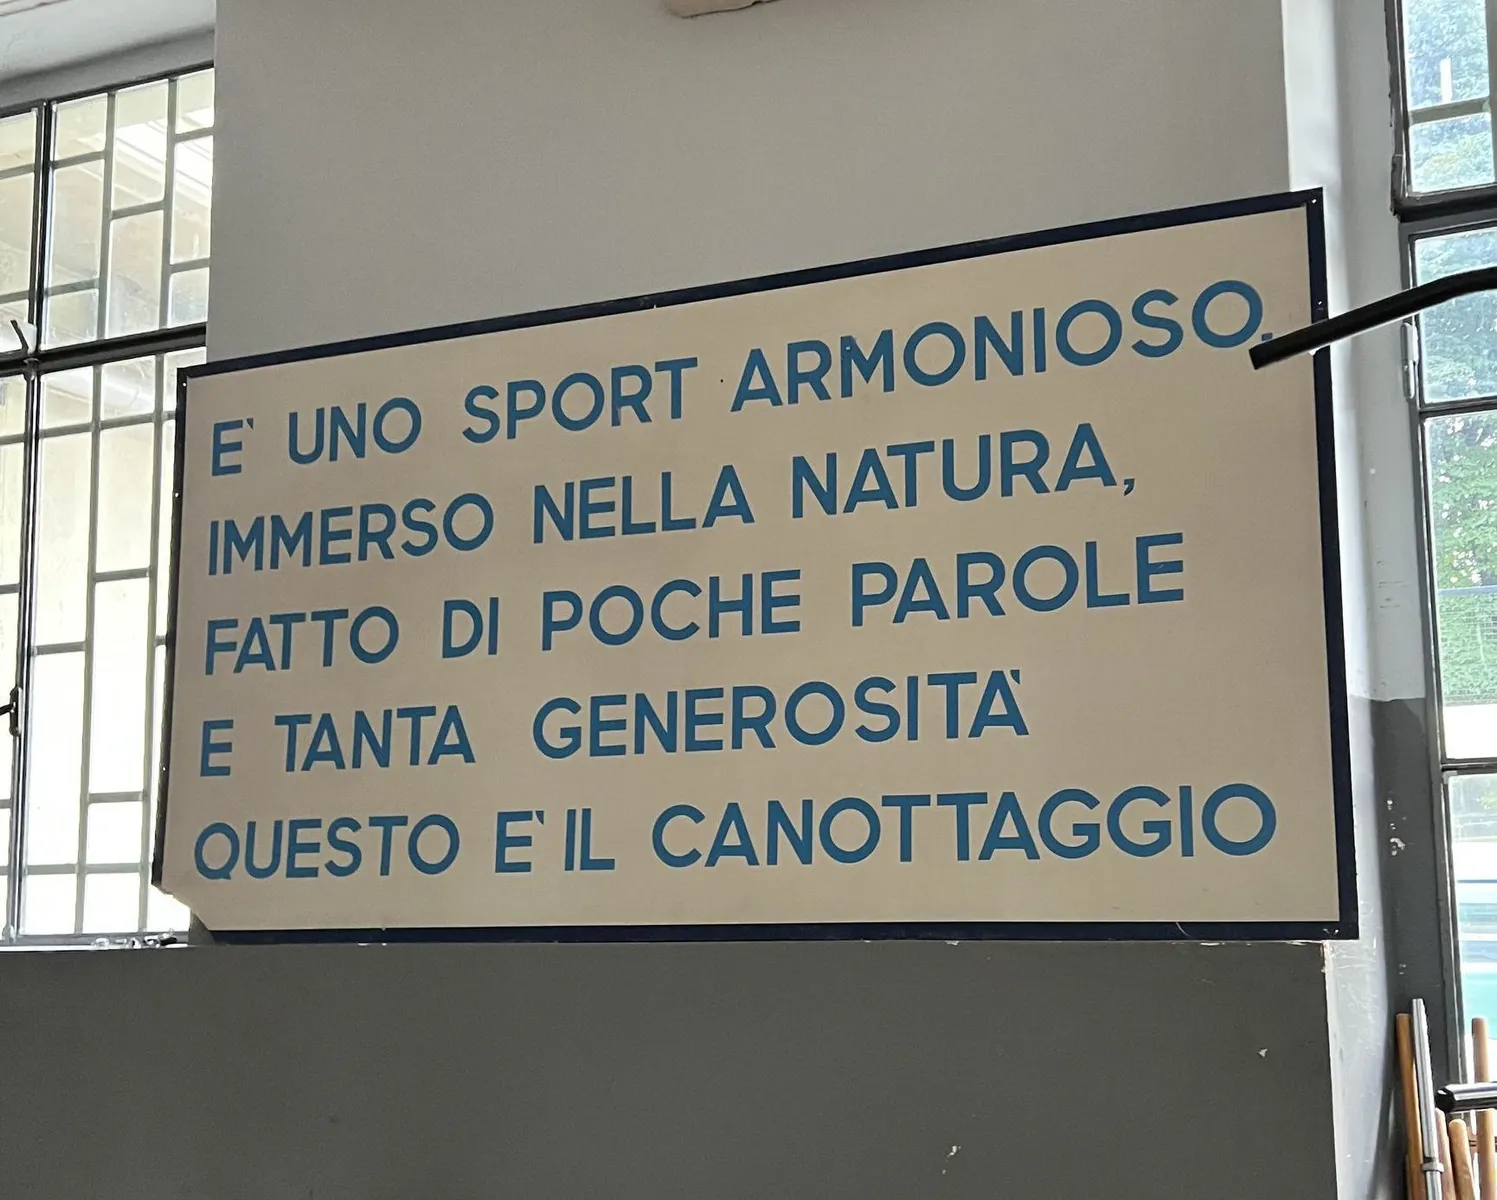 E' UNO SPORT ARMONIOSO,
IMMERSO NELLA NATURA,
FATTO DI POCHE PAROLE
E TANTA GENEROSITÀ
QUESTO E' IL CANOTTAGGIO